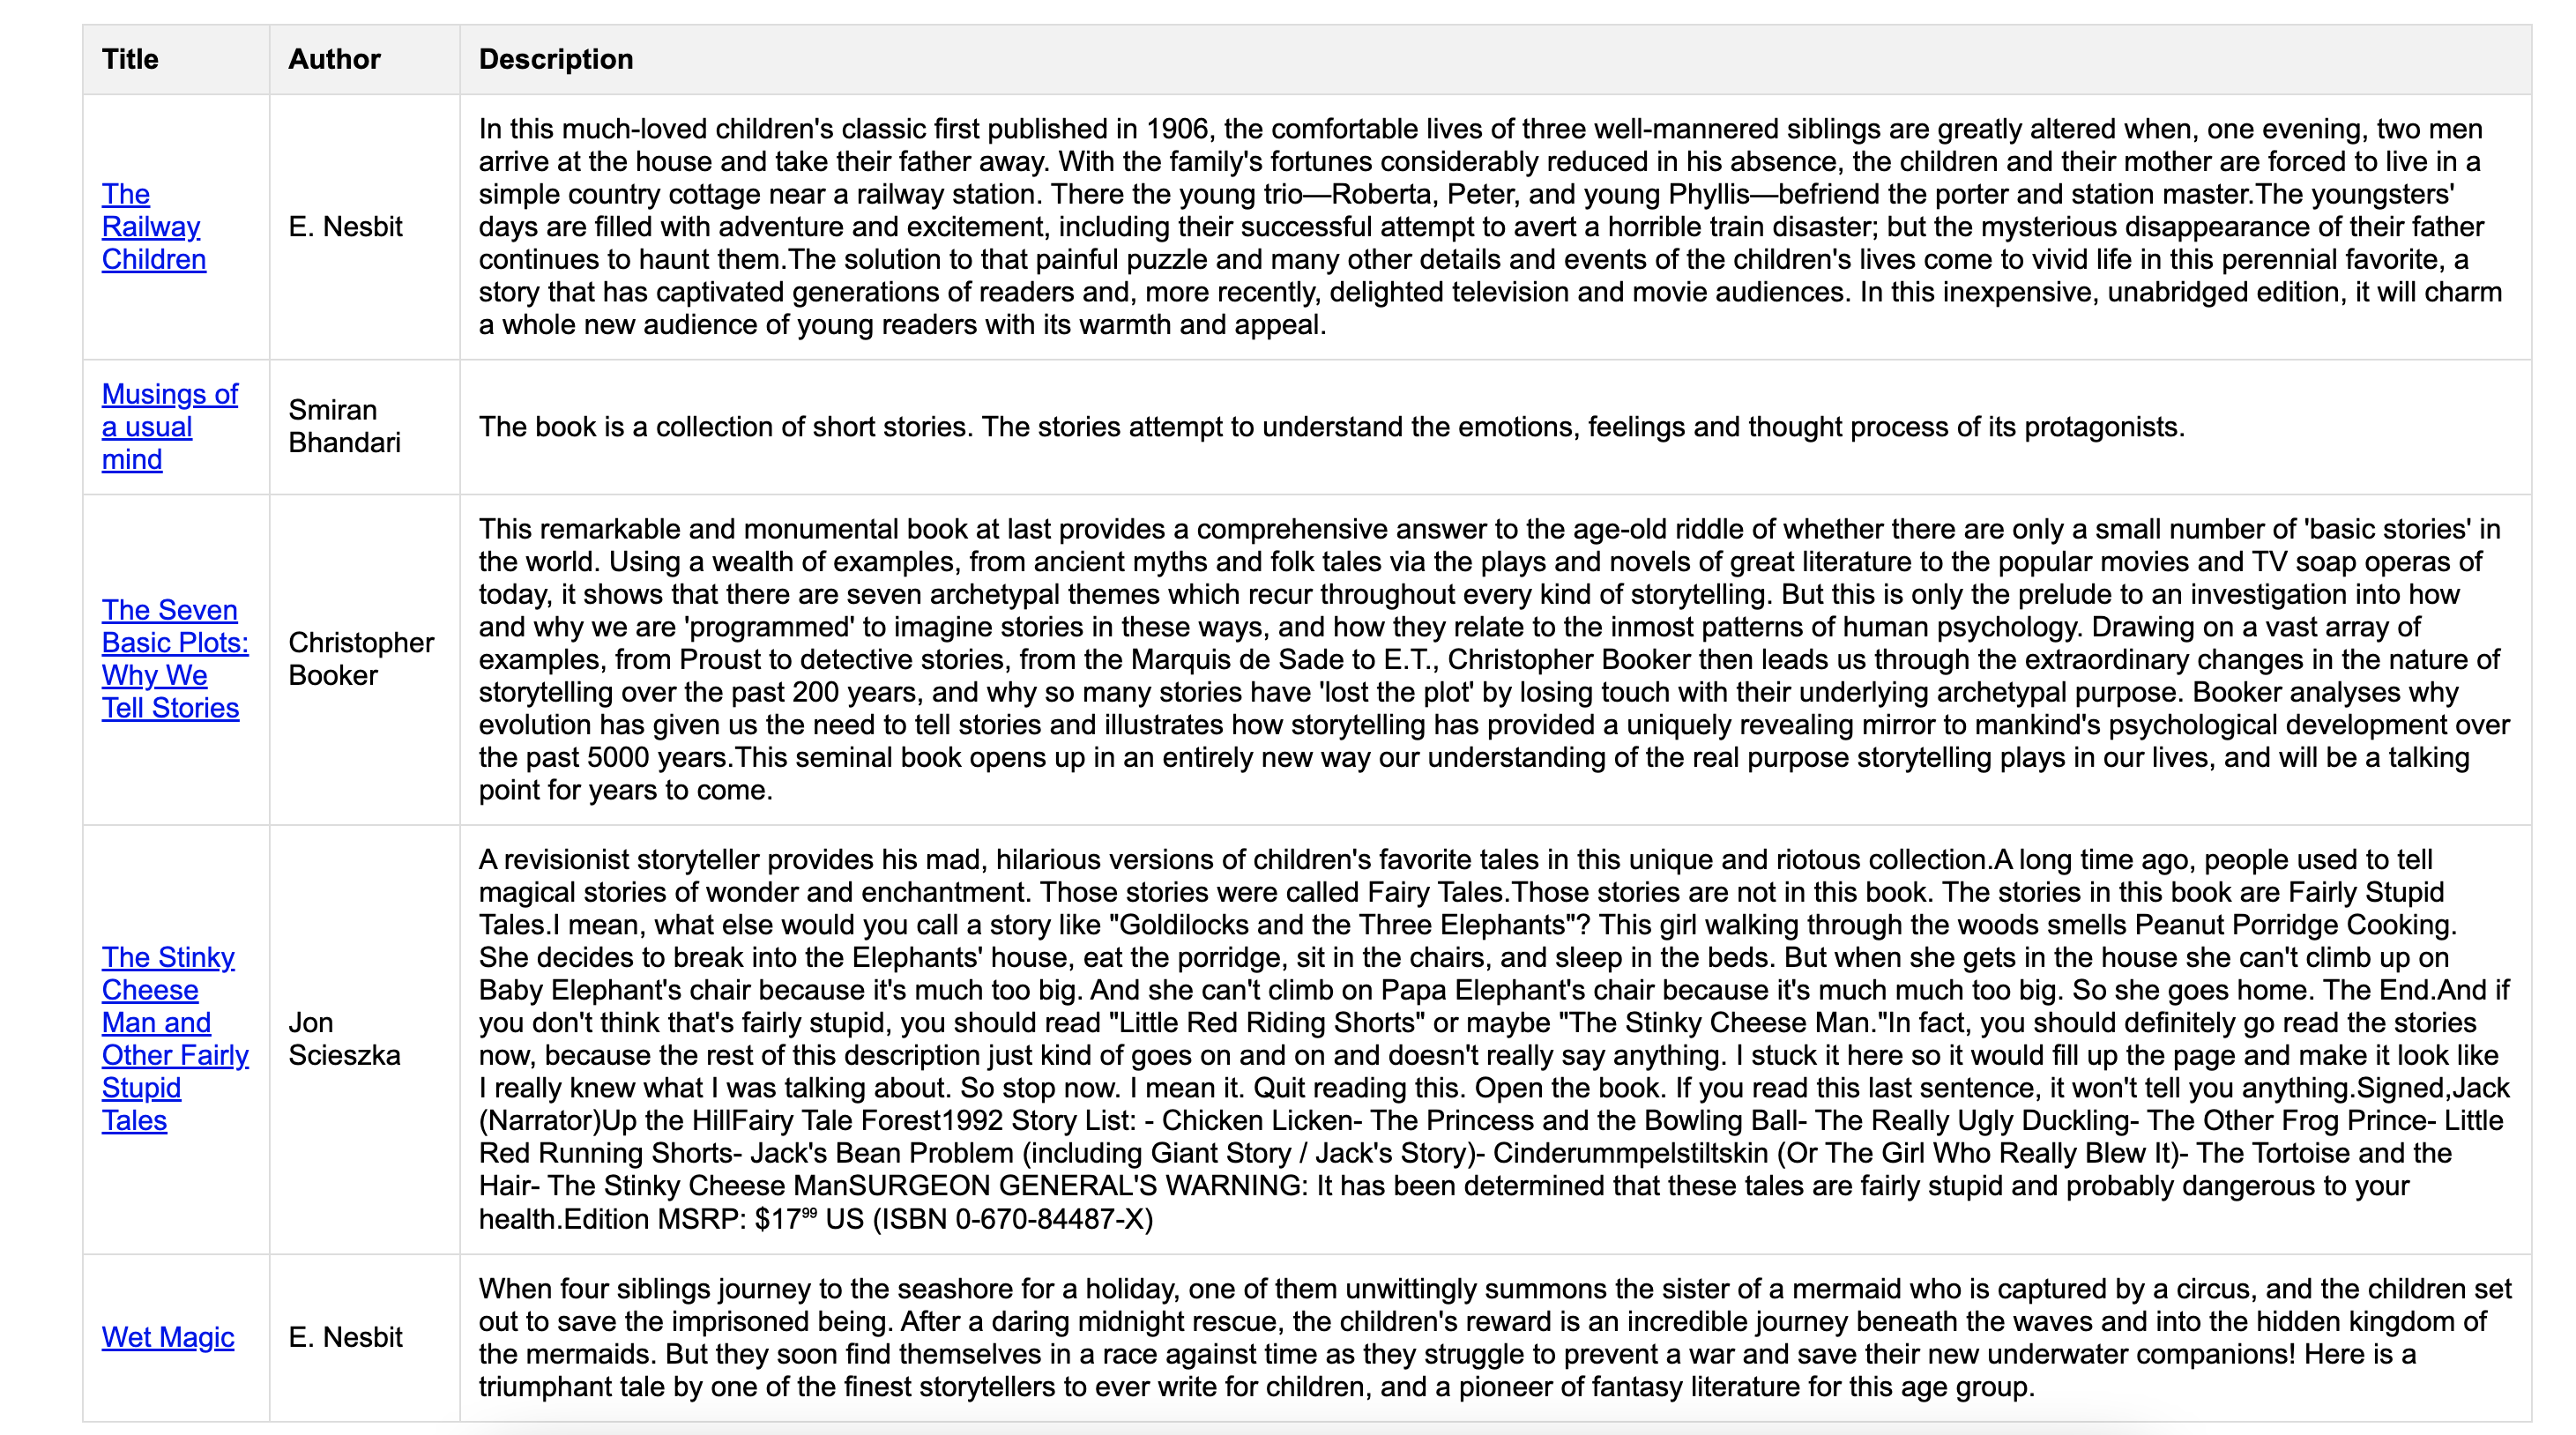 Title Author Description
In this much-loved children's classic first published in 1906, the comfortable lives of three well-mannered siblings are greatly altered when, one evening, two men
arrive at the house and take their father away. With the family's fortunes considerably reduced in his absence, the children and their mother are forced to live in a
simple country cottage near a railway station. There the young trio—Roberta, Peter, and young Phyllis—befriend the porter and station master.The youngsters'
days are filled with adventure and excitement, including their successful attempt to avert a horrible train disaster; but the mysterious disappearance of their father
continues to haunt them.The solution to that painful puzzle and many other details and events of the children's lives come to vivid life in this perennial favorite, a
story that has captivated generations of readers and, more recently, delighted television and movie audiences. In this inexpensive, unabridged edition, it will charm
a whole new audience of young readers with its warmth and appeal.
The
Railway
Children
E. Nesbit
Musings of
a usual
mind
Smiran
Bhandari
The book is a collection of short stories. The stories attempt to understand the emotions, feelings and thought process of its protagonists.
The Seven
Basic Plots:
Why We
Tell Stories
Christopher
Booker
This remarkable and monumental book at last provides a comprehensive answer to the age-old riddle of whether there are only a small number of 'basic stories' in
the world. Using a wealth of examples, from ancient myths and folk tales via the plays and novels of great literature to the popular movies and TV soap operas of
today, it shows that there are seven archetypal themes which recur throughout every kind of storytelling. But this is only the prelude to an investigation into how
and why we are 'programmed' to imagine stories in these ways, and how they relate to the inmost patterns of human psychology. Drawing on a vast array of
examples, from Proust to detective stories, from the Marquis de Sade to E.T., Christopher Booker then leads us through the extraordinary changes in the nature of
storytelling over the past 200 years, and why so many stories have 'lost the plot' by losing touch with their underlying archetypal purpose. Booker analyses why
evolution has given us the need to tell stories and illustrates how storytelling has provided a uniquely revealing mirror to mankind's psychological development over
the past 5000 years.This seminal book opens up in an entirely new way our understanding of the real purpose storytelling plays in our lives, and will be a talking
point for years to come.
The Stinky
Cheese
Man and
Other Fairly
Stupid
Tales
Jon
Scieszka
A revisionist storyteller provides his mad, hilarious versions of children's favorite tales in this unique and riotous collection.A long time ago, people used to tell
magical stories of wonder and enchantment. Those stories were called Fairy Tales.Those stories are not in this book. The stories in this book are Fairly Stupid
Tales.I mean, what else would you call a story like "Goldilocks and the Three Elephants"? This girl walking through the woods smells Peanut Porridge Cooking.
She decides to break into the Elephants' house, eat the porridge, sit in the chairs, and sleep in the beds. But when she gets in the house she can't climb up on
Baby Elephant's chair because it's much too big. And she can't climb on Papa Elephant's chair because it's much much too big. So she goes home. The End.And if
you don't think that's fairly stupid, you should read "Little Red Riding Shorts" or maybe "The Stinky Cheese Man."In fact, you should definitely go read the stories
now, because the rest of this description just kind of goes on and on and doesn't really say anything. I stuck it here so it would fill up the page and make it look like
I really knew what I was talking about. So stop now. I mean it. Quit reading this. Open the book. If you read this last sentence, it won't tell you anything.Signed,Jack
(Narrator)Up the HillFairy Tale Forest1992 Story List: - Chicken Licken- The Princess and the Bowling Ball- The Really Ugly Duckling- The Other Frog Prince- Little
Red Running Shorts- Jack's Bean Problem (including Giant Story / Jack's Story)- Cinderummpelstiltskin (Or The Girl Who Really Blew It)- The Tortoise and the
Hair- The Stinky Cheese ManSURGEON GENERAL'S WARNING: It has been determined that these tales are fairly stupid and probably dangerous to your
health.Edition MSRP: $17⁹⁹ US (ISBN 0-670-84487-X)
Wet Magic
E. Nesbit
When four siblings journey to the seashore for a holiday, one of them unwittingly summons the sister of a mermaid who is captured by a circus, and the children set
out to save the imprisoned being. After a daring midnight rescue, the children's reward is an incredible journey beneath the waves and into the hidden kingdom of
the mermaids. But they soon find themselves in a race against time as they struggle to prevent a war and save their new underwater companions! Here is a
triumphant tale by one of the finest storytellers to ever write for children, and a pioneer of fantasy literature for this age group.